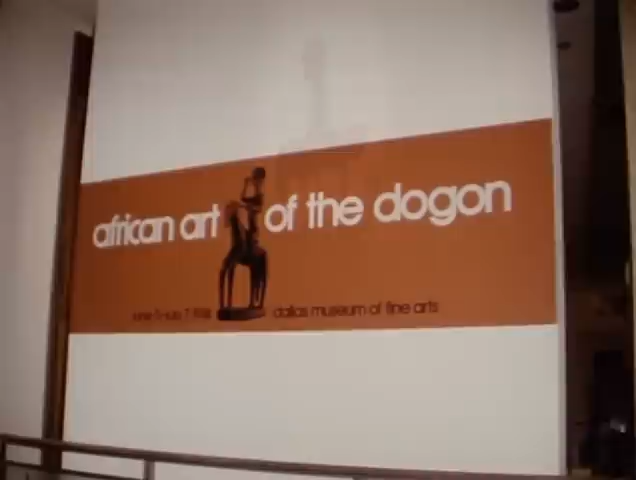 african art of the dogon
dallas museum of fine arts